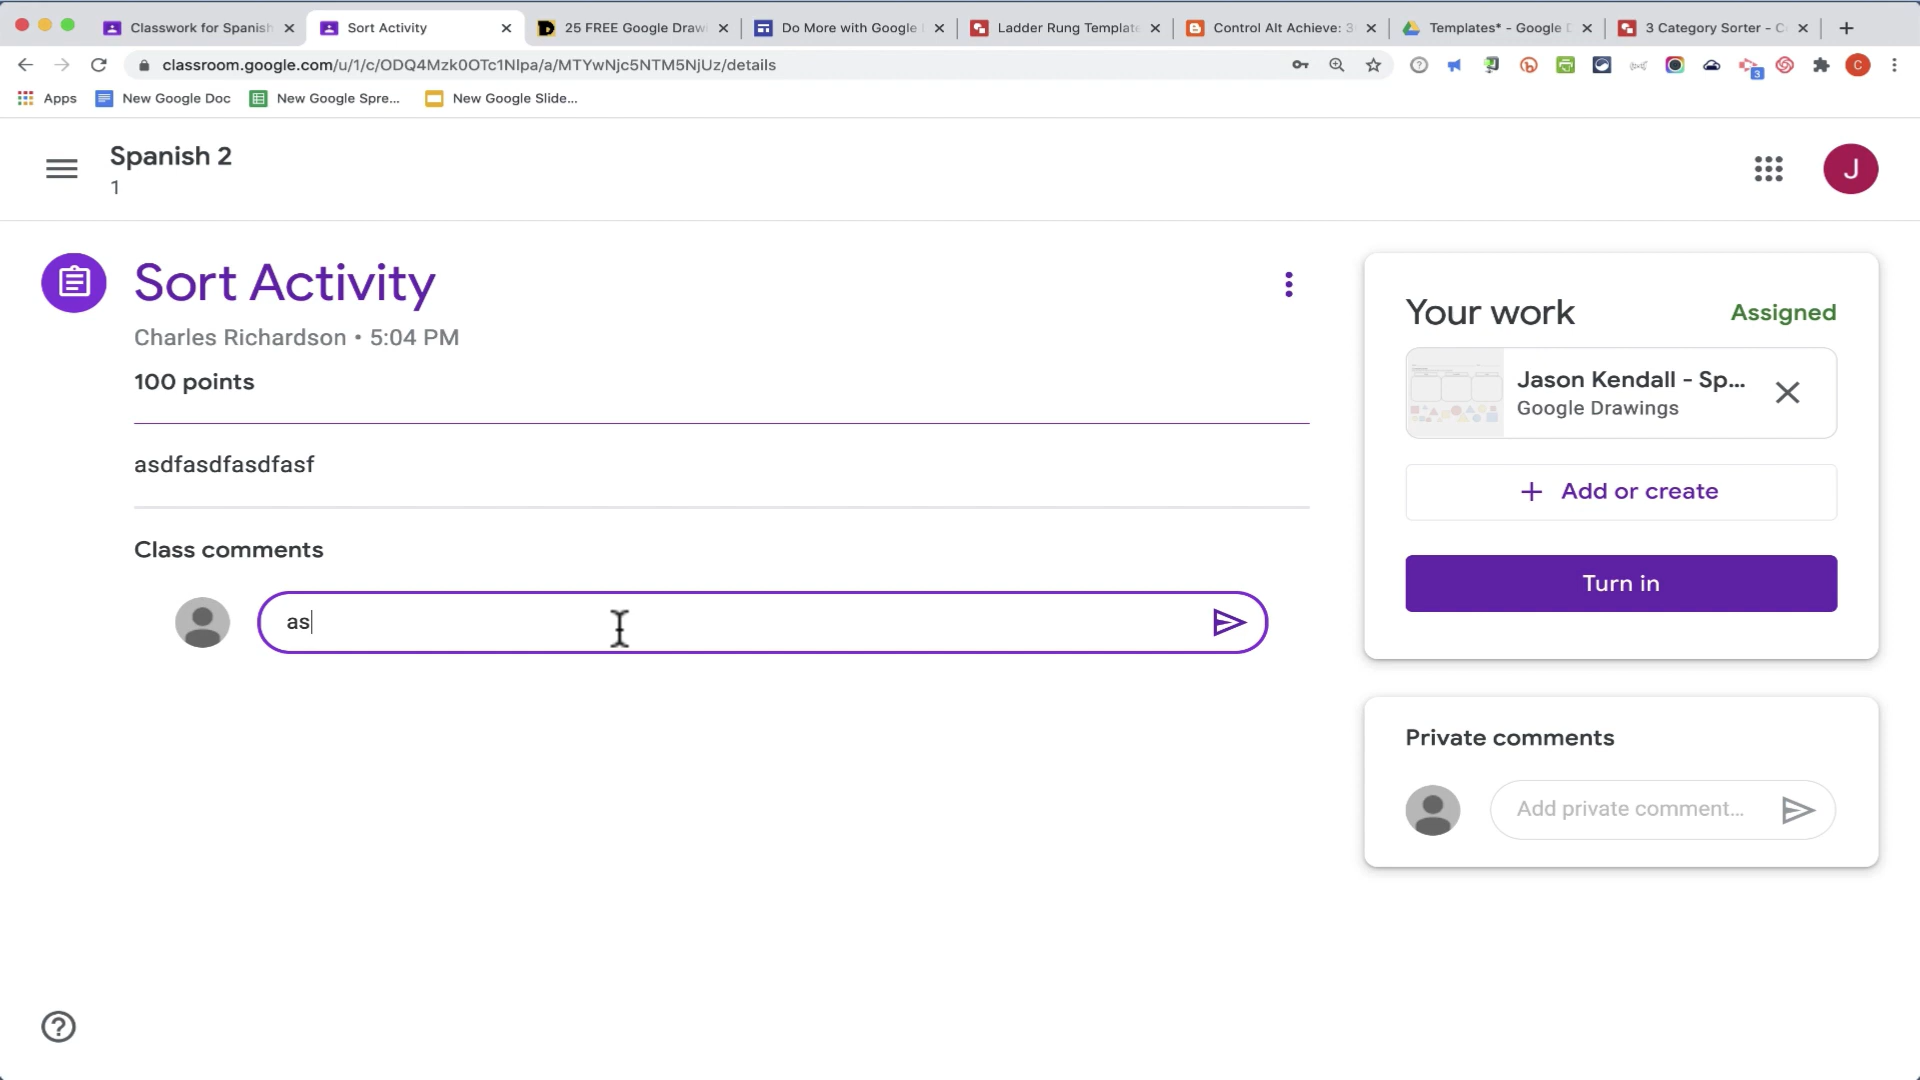 Classwork for Spanish
Sort Activity
25 FREE Google Draw
Do More with Google
Ladder Rung Template
Control Alt Achieve: 3
Templates* - Google D
3 Category Sorter - C
classroom.google.com/u/1/c/ODQ4Mzk0OTc1NIpa/a/MTYwNjc5NTM5NjUz/details
3
C
Apps
New Google Doc
New Google Spre...
New Google Slide...
Spanish 2
1
J
Sort Activity
Charles Richardson • 5:04 PM
100 points
asdfasdfasdfasf
Class comments
as
Your work
Assigned
Jason Kendall - Sp...
Google Drawings
+ Add or create
Turn in
Private comments
Add private comment...